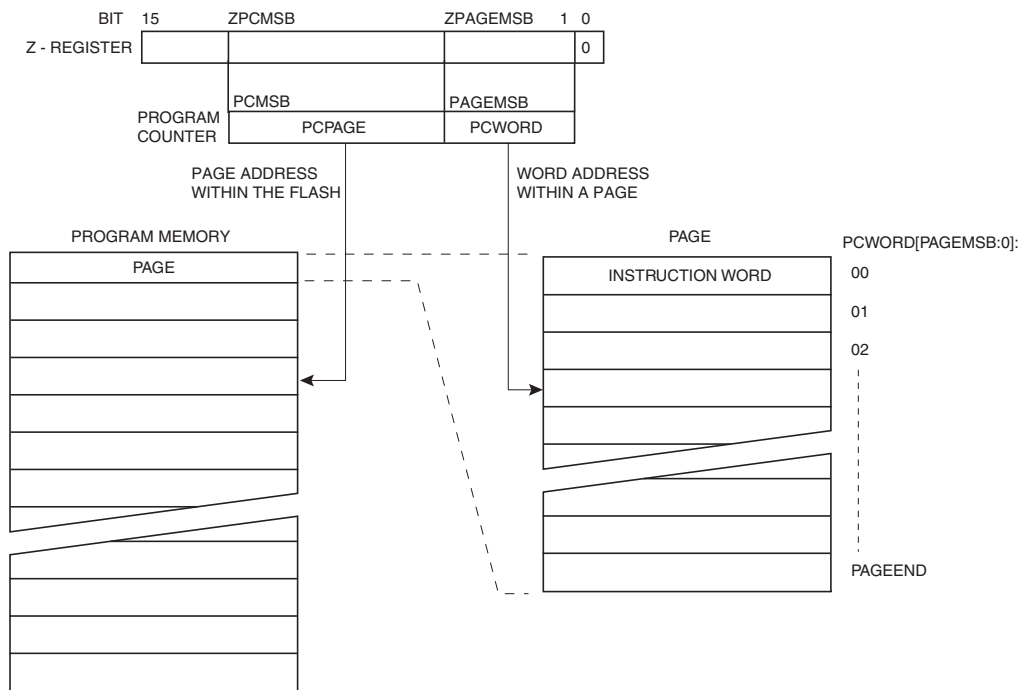 BIT 15 ZPCMSB ZPAGEMSB 1 0
Z - REGISTER 0
PCMSB PAGEMSB
PROGRAM
COUNTER
PCPAGE PCWORD
PAGE ADDRESS
WITHIN THE FLASH
WORD ADDRESS
WITHIN A PAGE
PROGRAM MEMORY
PAGE
PAGE
PCWORD[PAGEMSB:0]:
INSTRUCTION WORD 00
01
02
PAGEEND